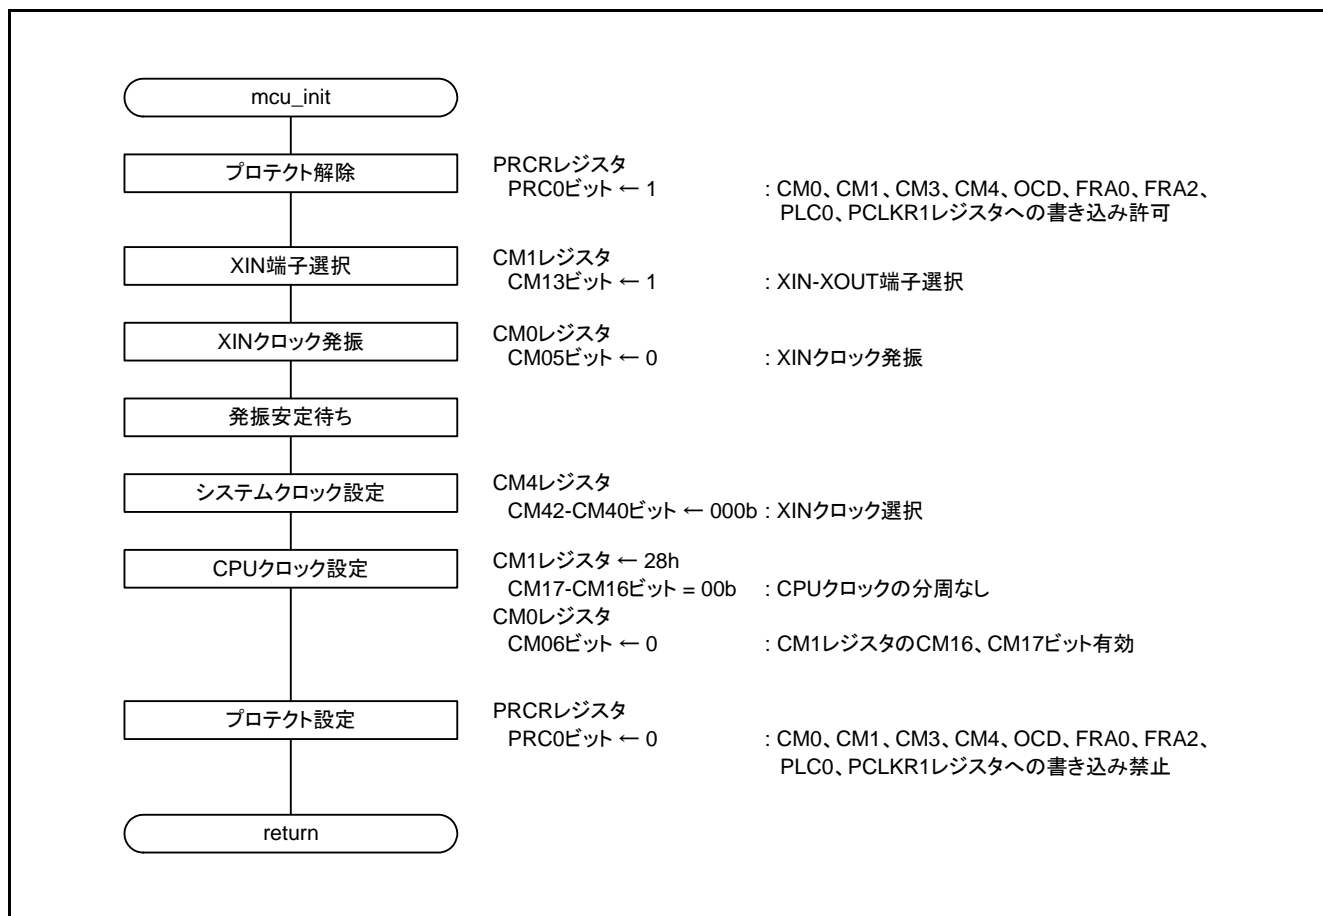 mcu_init
プロテクト解除
PRCRレジスタ
PRC0ビット ← 1 : CM0、CM1、CM3、CM4、OCD、FRA0、FRA2、
PLC0、PCLKR1レジスタへの書き込み許可
XIN端子選択
CM1レジスタ
CM13ビット ← 1 : XIN-XOUT端子選択
XINクロック発振
CM0レジスタ
CM05ビット ← 0 : XINクロック発振
発振安定待ち
システムクロック設定
CM4レジスタ
CM42-CM40ビット ← 000b : XINクロック選択
CPUクロック設定
CM1レジスタ ← 28h
CM17-CM16ビット = 00b : CPUクロックの分周なし
CM0レジスタ
CM06ビット ← 0 : CM1レジスタのCM16、CM17ビット有効
プロテクト設定
PRCRレジスタ
PRC0ビット ← 0 : CM0、CM1、CM3、CM4、OCD、FRA0、FRA2、
PLC0、PCLKR1レジスタへの書き込み禁止
return